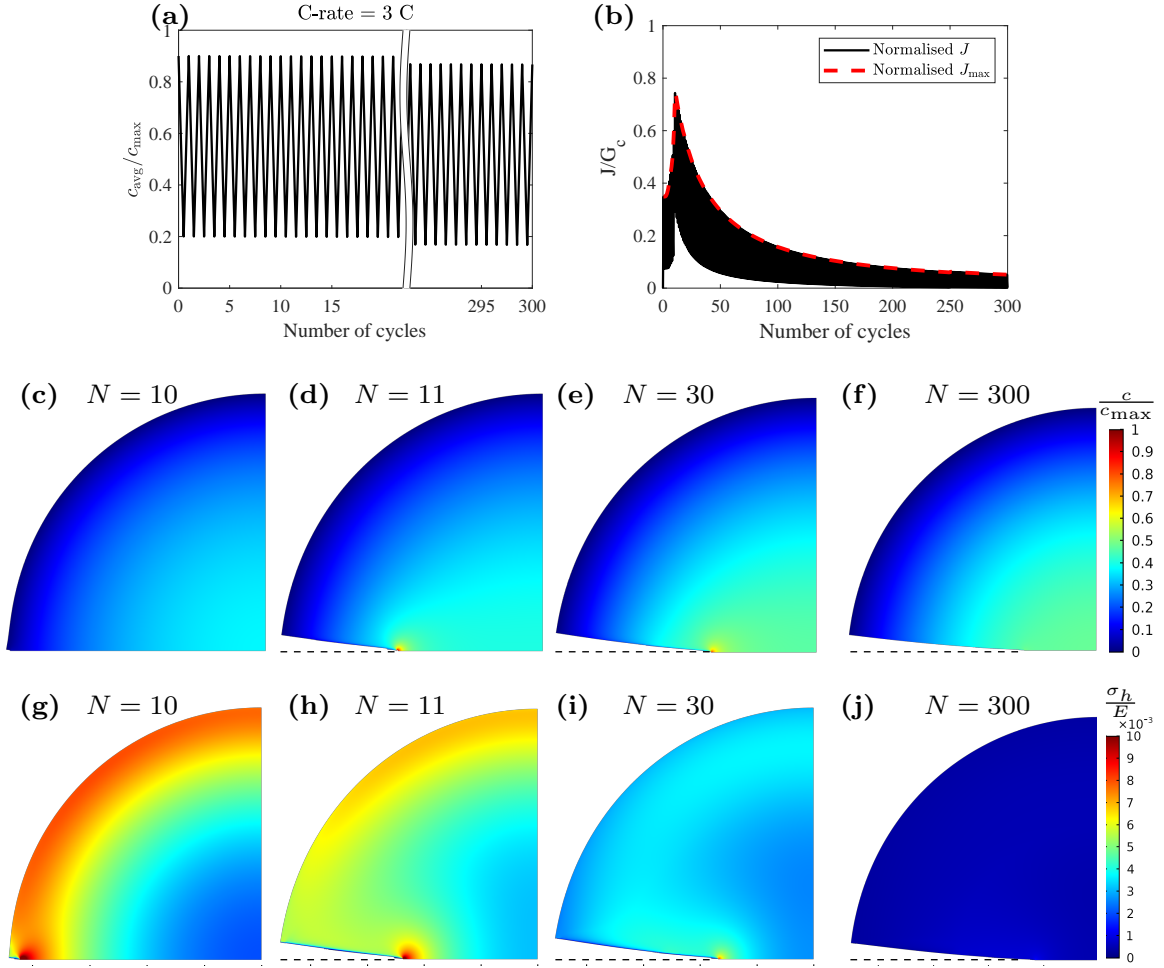 (a)
C-rate = 3 C
1
0.8
0.6
0.4
0.2
0
c_avg/c_max
0 5 10 15 295 300
Number of cycles
(b)
Normalised J
Normalised J_max
1
0.8
0.6
0.4
0.2
0
J/G_c
0 50 100 150 200 250 300
Number of cycles
(c) N = 10
(d) N = 11
(e) N = 30
(f) N = 300
c
c_max
1
0.9
0.8
0.7
0.6
0.5
0.4
0.3
0.2
0.1
0
(g) N = 10
(h) N = 11
(i) N = 30
(j) N = 300
σ_h
E
×10⁻³
10
9
8
7
6
5
4
3
2
1
0